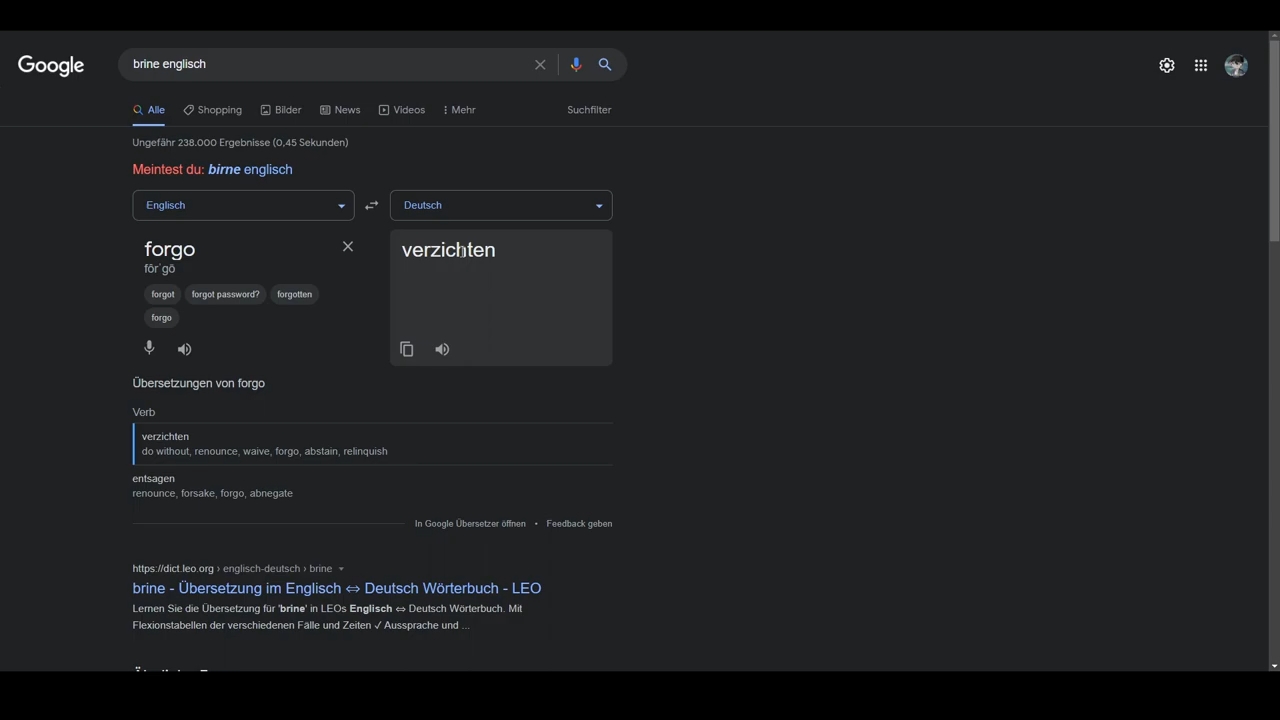 Google
brine englisch
Alle Shopping Bilder News Videos Mehr Suchfilter
Ungefähr 238.000 Ergebnisse (0,45 Sekunden)
Meintest du: birne englisch
Englisch Deutsch
forgo verzichten
fôrˈgō
forgot forgot password? forgotten
forgo
Übersetzungen von forgo
Verb
verzichten
do without, renounce, waive, forgo, abstain, relinquish
entsagen
renounce, forsake, forgo, abnegate
In Google Übersetzer öffnen • Feedback geben
https://dict.leo.org › englisch-deutsch › brine
brine - Übersetzung im Englisch ⇔ Deutsch Wörterbuch - LEO
Lernen Sie die Übersetzung für 'brine' in LEOs Englisch ⇔ Deutsch Wörterbuch. Mit
Flexionstabellen der verschiedenen Fälle und Zeiten ✓ Aussprache und ...